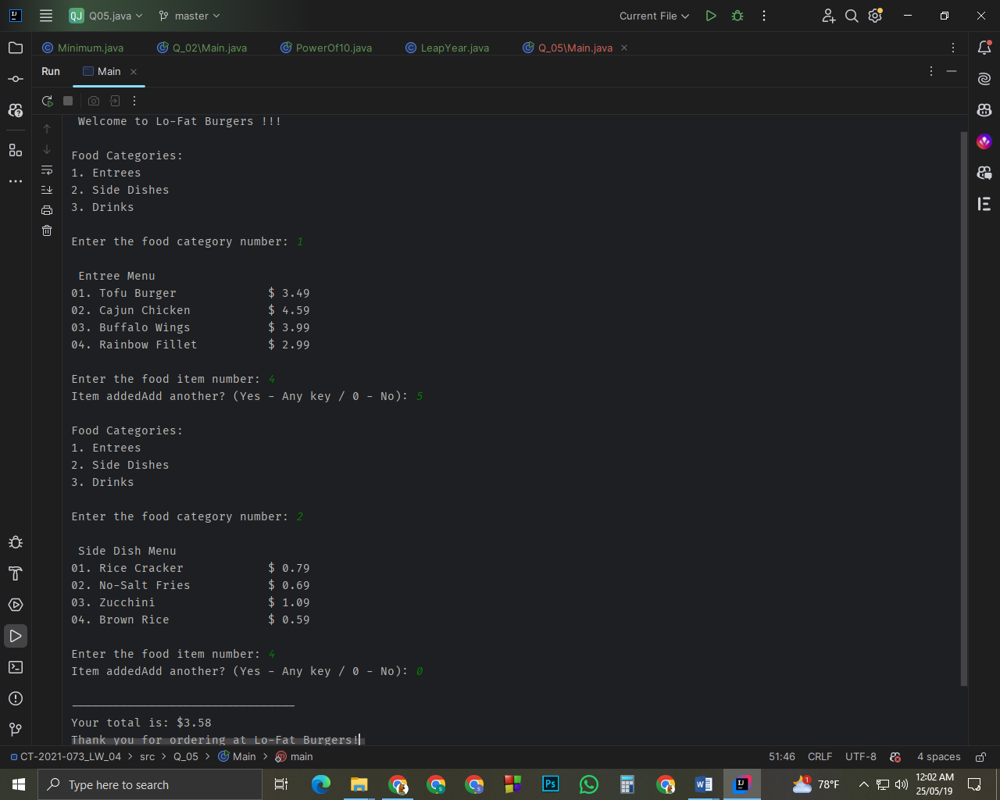 QJ Q05.java master Current File
Minimum.java Q_02\Main.java PowerOf10.java LeapYear.java Q_05\Main.java
Run Main
Welcome to Lo-Fat Burgers !!!
Food Categories:
1. Entrees
2. Side Dishes
3. Drinks
Enter the food category number: 1
Entree Menu
01. Tofu Burger $ 3.49
02. Cajun Chicken $ 4.59
03. Buffalo Wings $ 3.99
04. Rainbow Fillet $ 2.99
Enter the food item number: 4
Item addedAdd another? (Yes - Any key / 0 - No): 5
Food Categories:
1. Entrees
2. Side Dishes
3. Drinks
Enter the food category number: 2
Side Dish Menu
01. Rice Cracker $ 0.79
02. No-Salt Fries $ 0.69
03. Zucchini $ 1.09
04. Brown Rice $ 0.59
Enter the food item number: 4
Item addedAdd another? (Yes - Any key / 0 - No): 0
________________________________
Your total is: $3.58
Thank you for ordering at Lo-Fat Burgers!
CT-2021-073_LW_04 > src > Q_05 > Main > main 51:46 CRLF UTF-8 4 spaces
Type here to search Ps W 1 78°F 12:02 AM
25/05/19